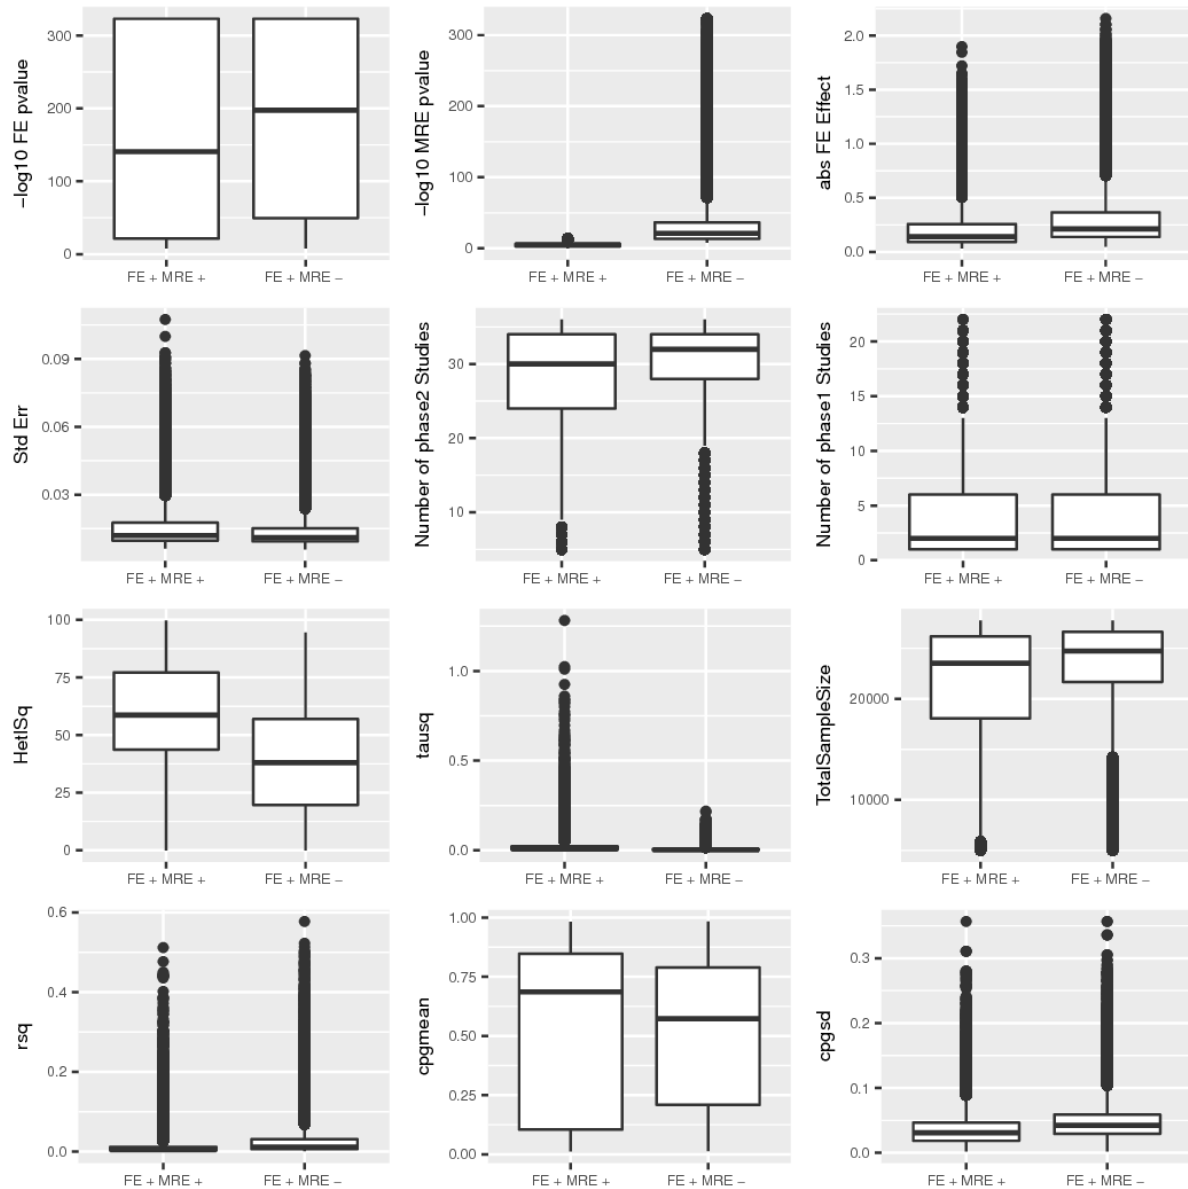 −log10 FE pvalue
300
200
100
0
FE + MRE + FE + MRE −
−log10 MRE pvalue
300
200
100
0
FE + MRE + FE + MRE −
abs FE Effect
2.0
1.5
1.0
0.5
0.0
FE + MRE + FE + MRE −
Std Err
0.09
0.06
0.03
FE + MRE + FE + MRE −
Number of phase2 Studies
30
20
10
FE + MRE + FE + MRE −
Number of phase1 Studies
20
15
10
5
0
FE + MRE + FE + MRE −
HetISq
100
75
50
25
0
FE + MRE + FE + MRE −
tausq
1.0
0.5
0.0
FE + MRE + FE + MRE −
TotalSampleSize
20000
10000
FE + MRE + FE + MRE −
rsq
0.6
0.4
0.2
0.0
FE + MRE + FE + MRE −
cpgmean
1.00
0.75
0.50
0.25
0.00
FE + MRE + FE + MRE −
cpgsd
0.3
0.2
0.1
0.0
FE + MRE + FE + MRE −